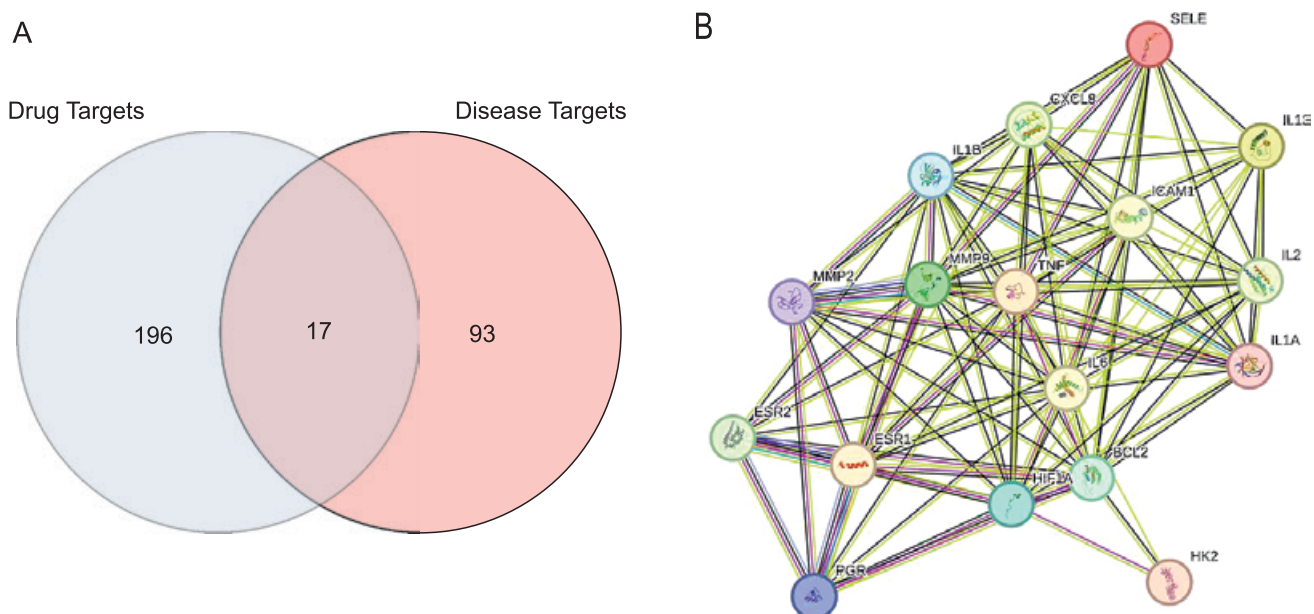 A
B
Drug Targets
Disease Targets
196
17
93
SELE
CXCL8
IL1B
ICAM1
MMP2
MMP9
TNF
IL2
IL1A
IL6
ESR2
ESR1
BCL2
HIF1A
HK2
PGR